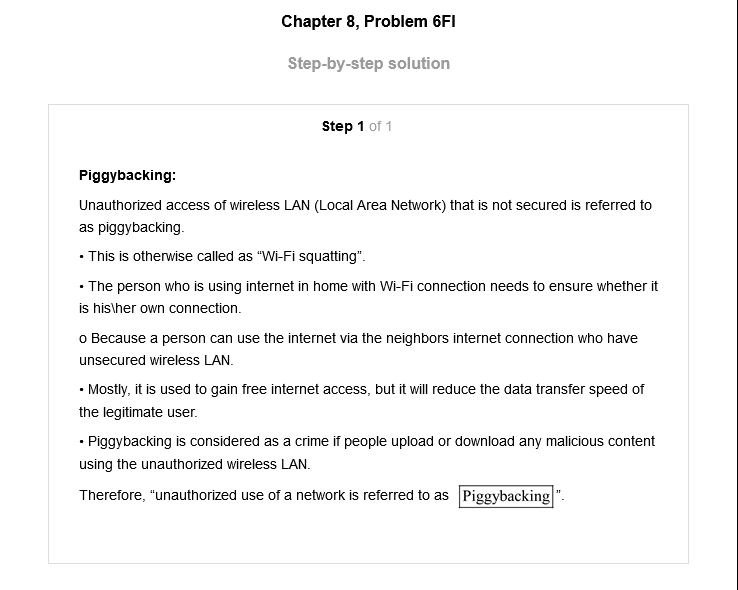 Chapter 8, Problem 6FI
Step-by-step solution
Step 1 of 1
Piggybacking:
Unauthorized access of wireless LAN (Local Area Network) that is not secured is referred to
as piggybacking.
• This is otherwise called as “Wi-Fi squatting”.
• The person who is using internet in home with Wi-Fi connection needs to ensure whether it
is his\her own connection.
o Because a person can use the internet via the neighbors internet connection who have
unsecured wireless LAN.
• Mostly, it is used to gain free internet access, but it will reduce the data transfer speed of
the legitimate user.
• Piggybacking is considered as a crime if people upload or download any malicious content
using the unauthorized wireless LAN.
Therefore, “unauthorized use of a network is referred to as Piggybacking”.